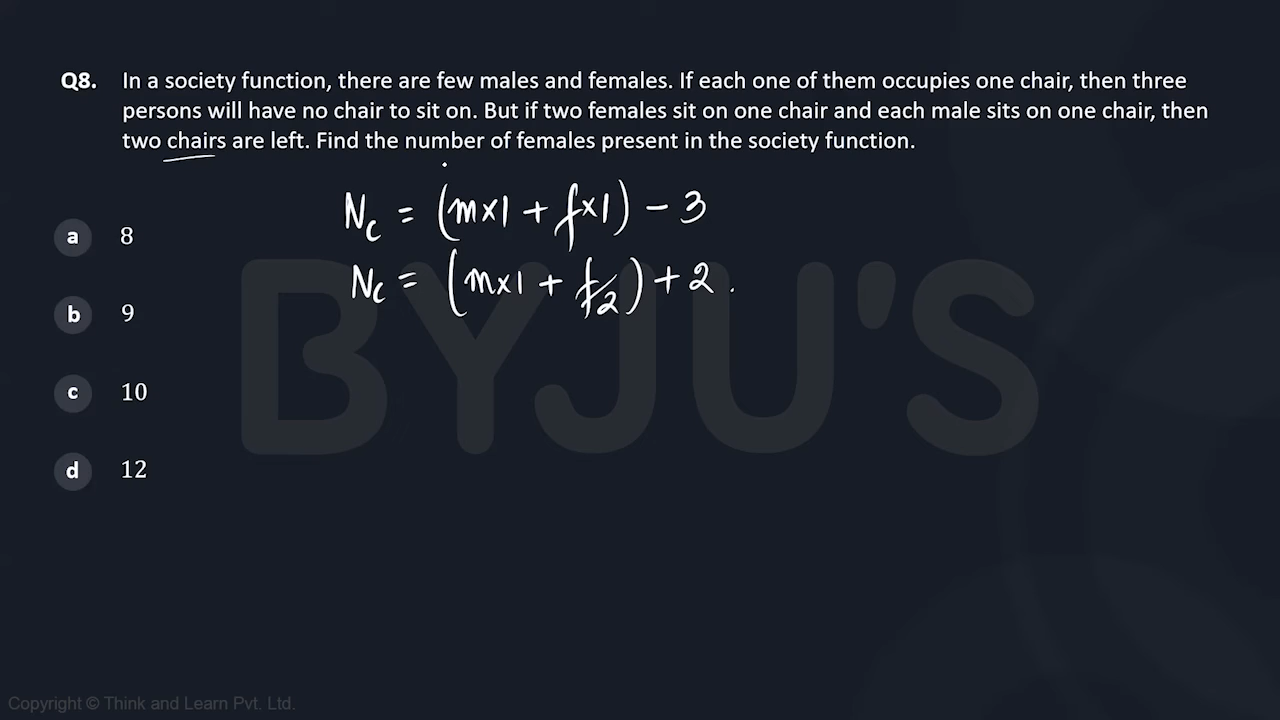 Q8. In a society function, there are few males and females. If each one of them occupies one chair, then three
persons will have no chair to sit on. But if two females sit on one chair and each male sits on one chair, then
two chairs are left. Find the number of females present in the society function.
Nc = (m×1 + f×1) − 3
Nc = (m×1 + f/2) + 2.
a 8
b 9
c 10
d 12
BYJU'S
Copyright © Think and Learn Pvt. Ltd.